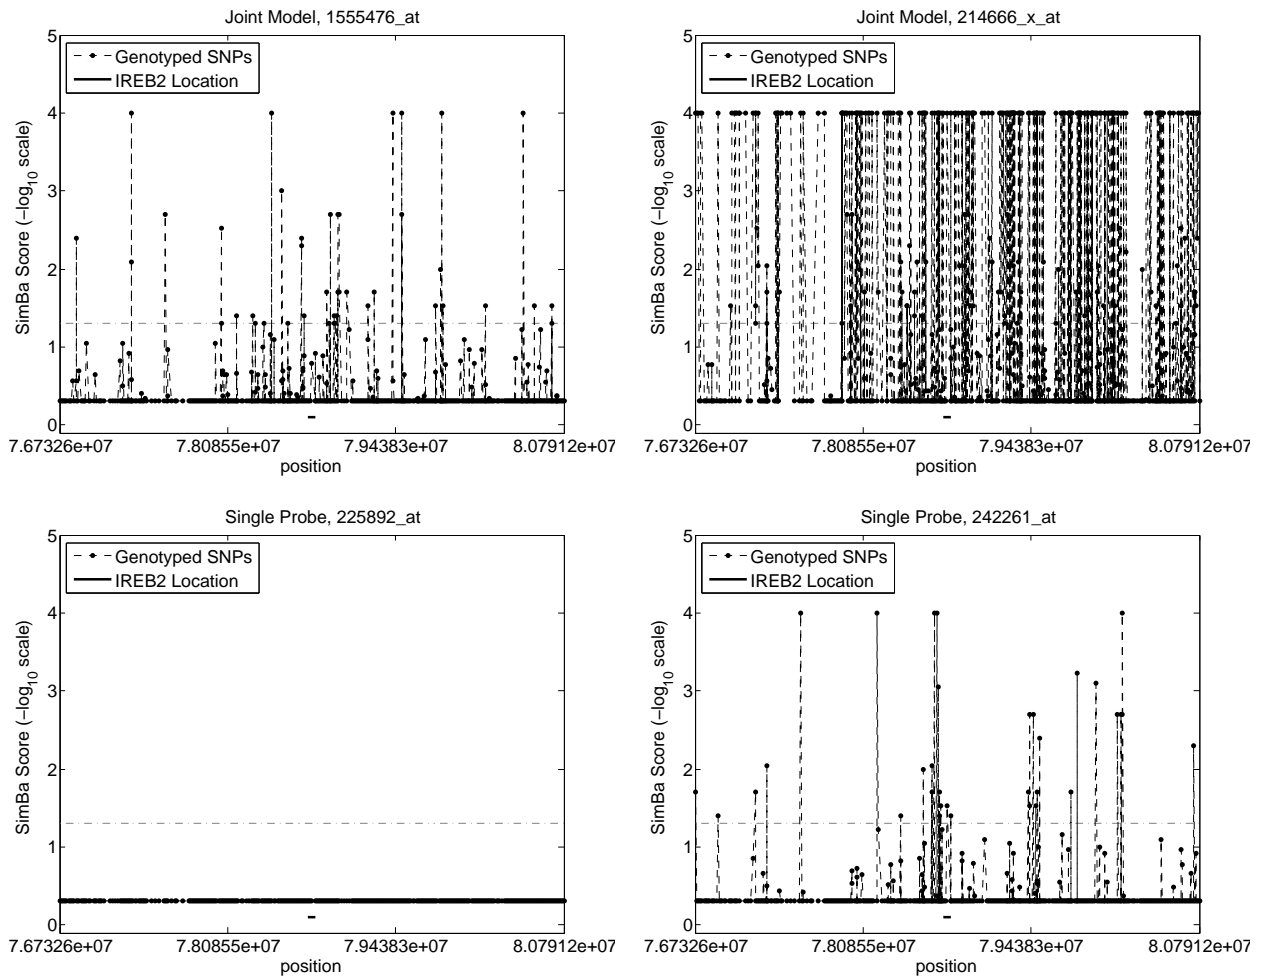 Joint Model, 1555476_at
5
4
3
2
1
0
SimBa Score (−log10 scale)
Genotyped SNPs
IREB2 Location
7.67326e+07 7.80855e+07 7.94383e+07 8.07912e+07
position
Joint Model, 214666_x_at
5
4
3
2
1
0
SimBa Score (−log10 scale)
Genotyped SNPs
IREB2 Location
7.67326e+07 7.80855e+07 7.94383e+07 8.07912e+07
position
Single Probe, 225892_at
5
4
3
2
1
0
SimBa Score (−log10 scale)
Genotyped SNPs
IREB2 Location
7.67326e+07 7.80855e+07 7.94383e+07 8.07912e+07
position
Single Probe, 242261_at
5
4
3
2
1
0
SimBa Score (−log10 scale)
Genotyped SNPs
IREB2 Location
7.67326e+07 7.80855e+07 7.94383e+07 8.07912e+07
position